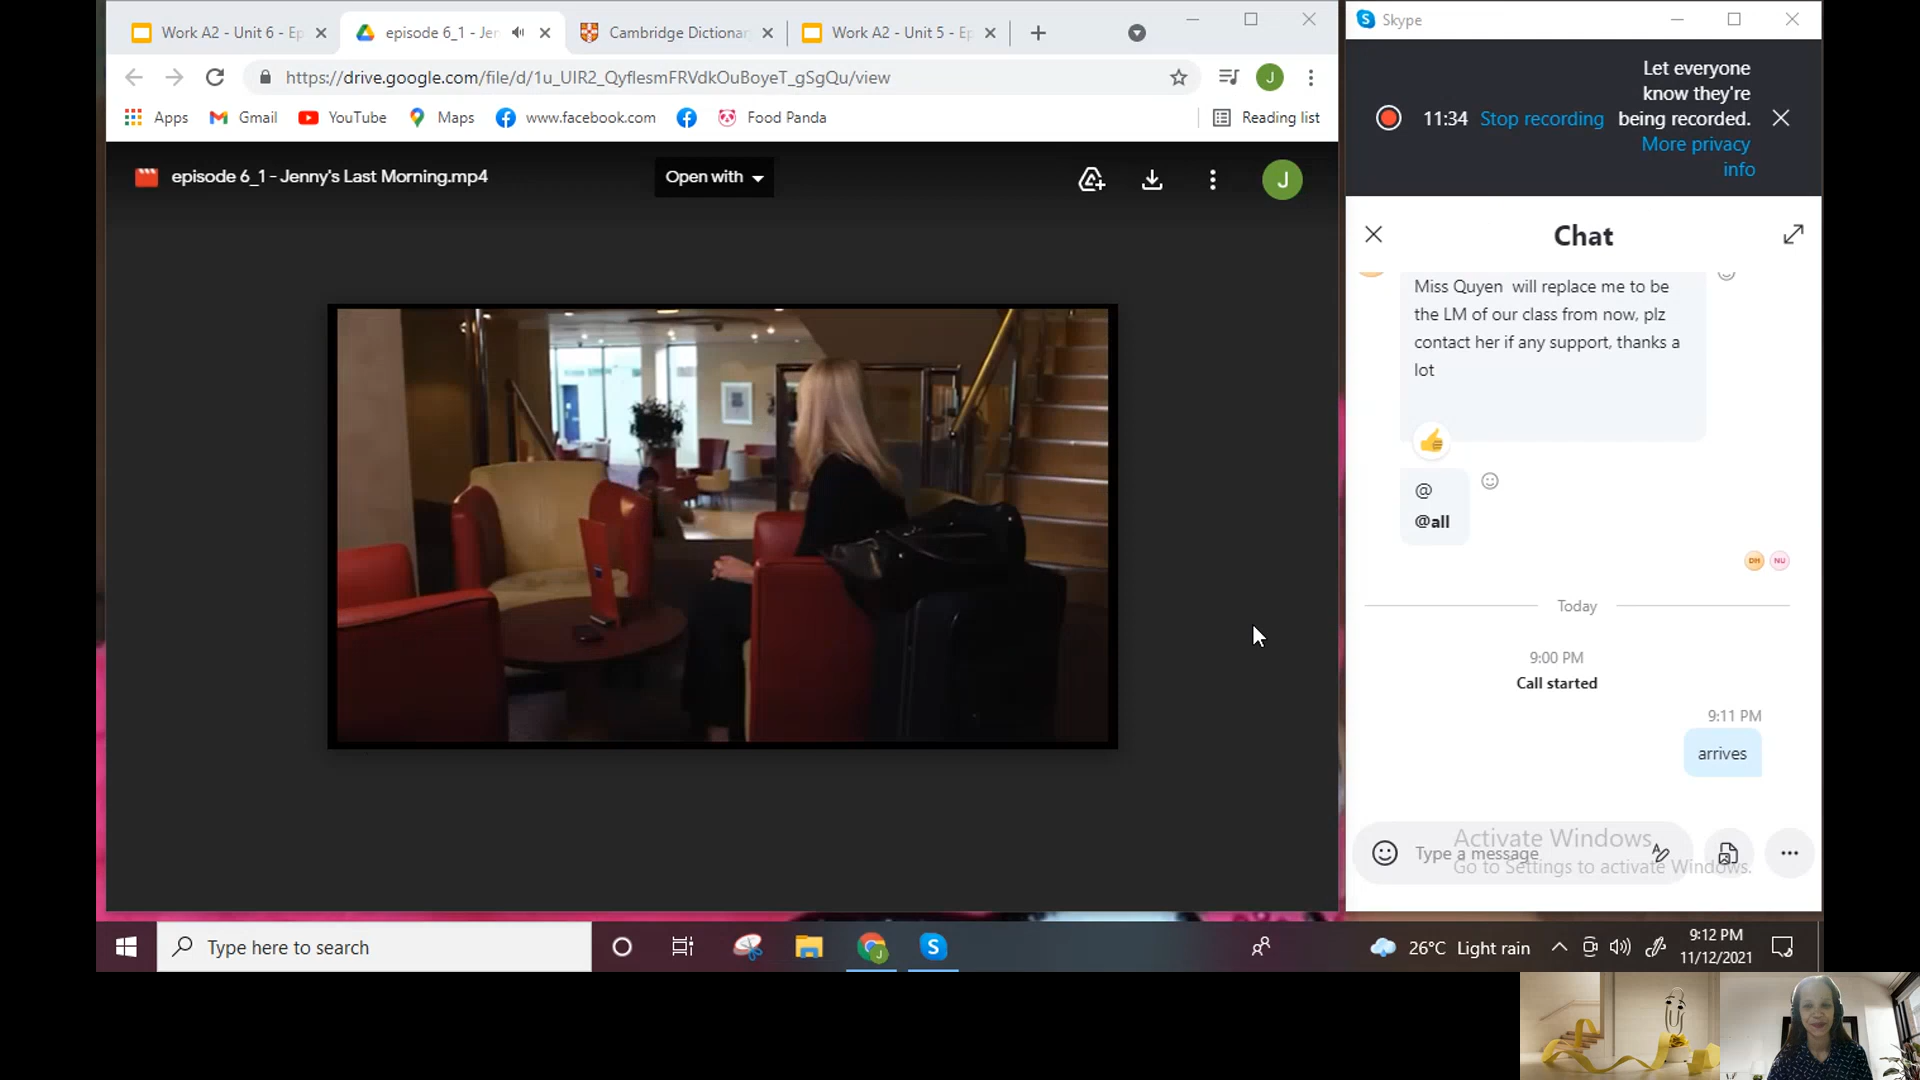 Work A2 - Unit 6 - Ep
episode 6_1 - Jen
Cambridge Dictionar
Work A2 - Unit 5 - Ep
https://drive.google.com/file/d/1u_UIR2_QyflesmFRVdkOuBoyeT_gSgQu/view
J
Apps
Gmail
YouTube
Maps
www.facebook.com
Food Panda
Reading list
episode 6_1 - Jenny's Last Morning.mp4
Open with
J
Skype
11:34
Stop recording
Let everyone
know they're
being recorded.
More privacy
info
Chat
Miss Quyen will replace me to be
the LM of our class from now, plz
contact her if any support, thanks a
lot
@
@all
DH
NU
Today
9:00 PM
Call started
9:11 PM
arrives
Type a message
Activate Windows
Go to Settings to activate Windows.
Type here to search
26°C Light rain
9:12 PM
11/12/2021